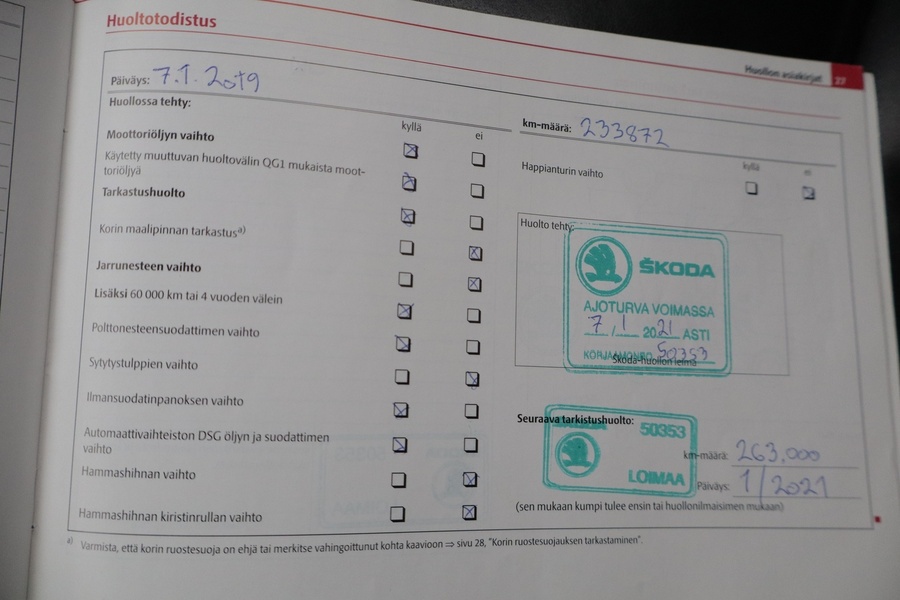 Huoltotodistus
Huollon asiakirjat 27
Päiväys: 7.1.2019
Huollossa tehty:
kyllä ei
Moottoriöljyn vaihto
Käytetty muuttuvan huoltovälin QG1 mukaista moot-
toriöljyä
Tarkastushuolto
Korin maalipinnan tarkastusa)
Jarrunesteen vaihto
Lisäksi 60 000 km tai 4 vuoden välein
Polttonesteensuodattimen vaihto
Sytytystulppien vaihto
Ilmansuodatinpanoksen vaihto
Automaattivaihteiston DSG öljyn ja suodattimen
vaihto
Hammashihnan vaihto
Hammashihnan kiristinrullan vaihto
km-määrä: 233872
kyllä ei
Happianturin vaihto
Huolto tehty:
ŠKODA
AJOTURVA VOIMASSA
7 / 1 2021 ASTI
KORJAAMONRO 50353
Škoda-huollon leima
Seuraava tarkistushuolto:
ŠKODA 50353
LOIMAA
km-määrä: 263.000
Päiväys: 1/2021
(sen mukaan kumpi tulee ensin tai huollonilmaisimen mukaan)
a) Varmista, että korin ruostesuoja on ehjä tai merkitse vahingoittunut kohta kaavioon ⇒ sivu 28, "Korin ruostesuojauksen tarkastaminen".